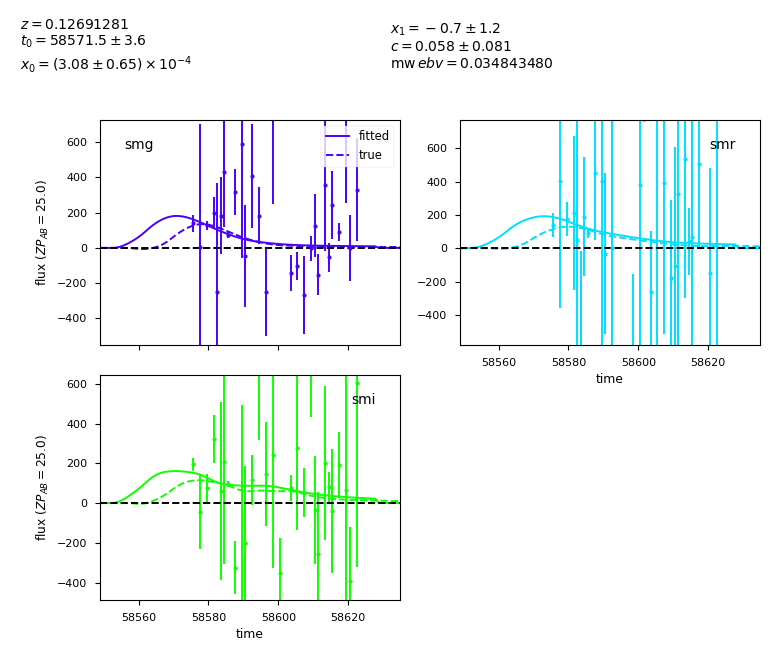 z = 0.12691281
t₀ = 58571.5 ± 3.6
x₀ = (3.08 ± 0.65) × 10⁻⁴
x₁ = −0.7 ± 1.2
c = 0.058 ± 0.081
mw ebv = 0.034843480
smg
fitted
true
600
400
200
0
−200
−400
flux (ZP_AB = 25.0)
smr
600
400
200
0
−200
−400
58560 58580 58600 58620
time
smi
600
400
200
0
−200
−400
flux (ZP_AB = 25.0)
58560 58580 58600 58620
time